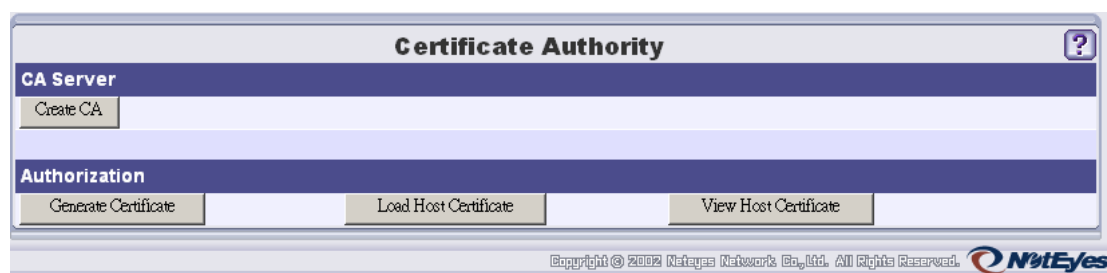 Certificate Authority
?
CA Server
Create CA
Authorization
Generate Certificate Load Host Certificate View Host Certificate
Copyright @ 2002 Neteyes Network Co,.Ltd. All Rights Reserved. NetEyes